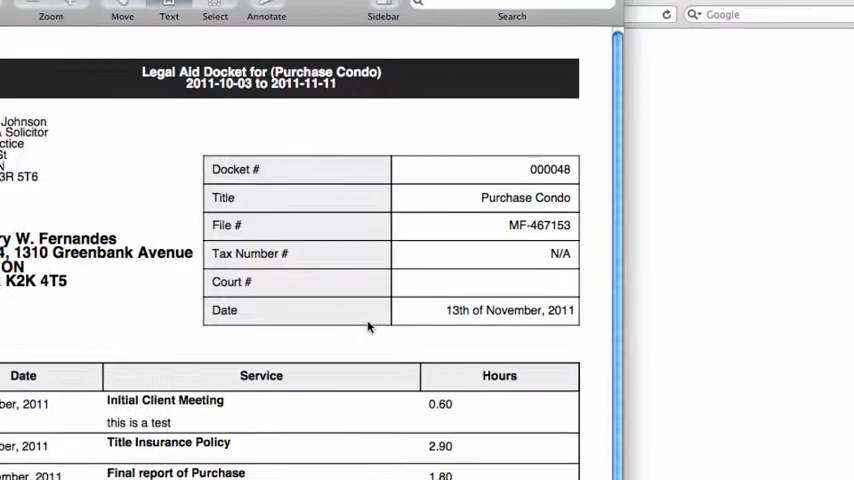 Zoom Move Text Select Annotate Sidebar Search
Google
Legal Aid Docket for (Purchase Condo)
2011-10-03 to 2011-11-11
Johnson
Solicitor
ctice
St
N
3R 5T6
ry W. Fernandes
4, 1310 Greenbank Avenue
ON
K2K 4T5
Docket # 000048
Title Purchase Condo
File # MF-467153
Tax Number # N/A
Court #
Date 13th of November, 2011
Date Service Hours
ber, 2011 Initial Client Meeting 0.60
this is a test
ber, 2011 Title Insurance Policy 2.90
ember, 2011 Final report of Purchase 1.80